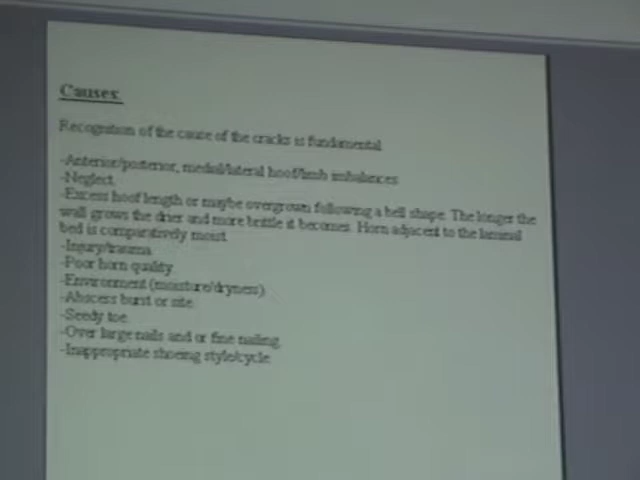 Causes.
Recognition of the cause of the cracks is fundamental
-Anterior/posterior, medial/lateral hoof/limb imbalances
-Neglect.
-Excess hoof length or maybe overgrown following a bell shape. The longer the
wall grows the drier and more brittle it becomes. Horn adjacent to the laminal
bed is comparatively moist.
-Injury/trauma
-Poor horn quality
-Environment (moisture/dryness)
-Abscess burst or site.
-Seedy toe.
-Over large nails and or fine nailing.
-Inappropriate shoeing style/cycle